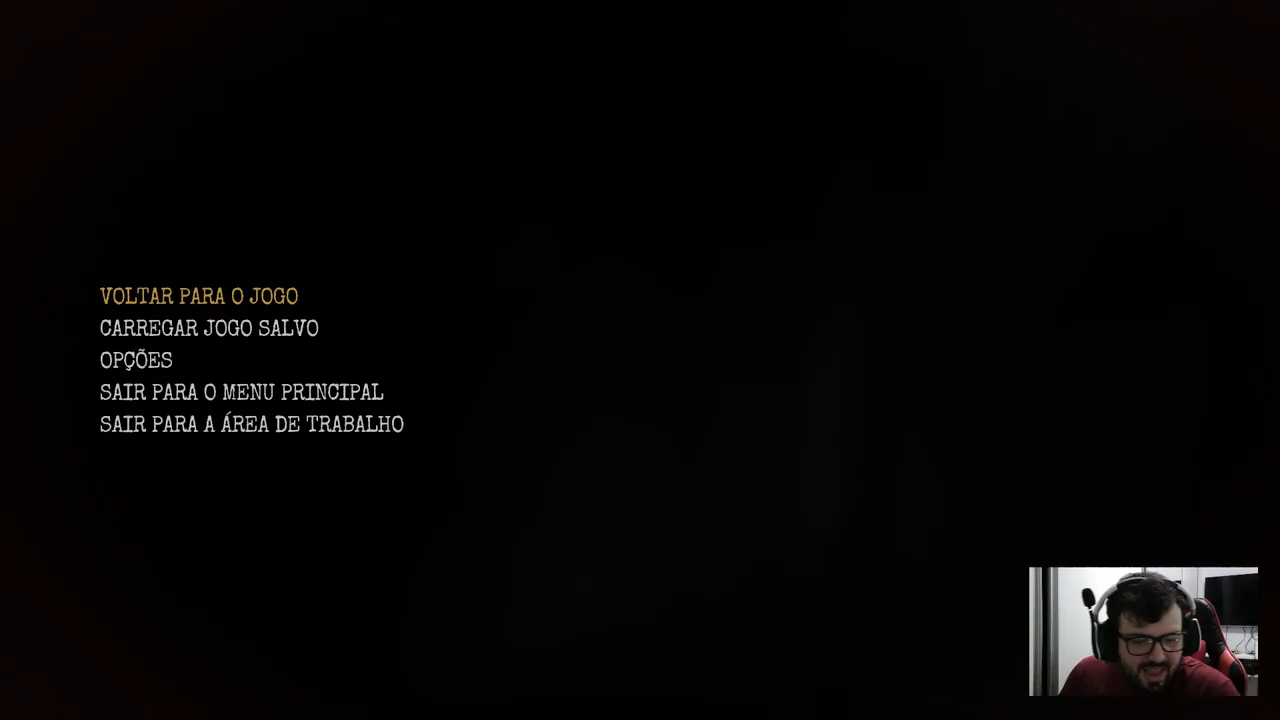 VOLTAR PARA O JOGO
CARREGAR JOGO SALVO
OPÇÕES
SAIR PARA O MENU PRINCIPAL
SAIR PARA A ÁREA DE TRABALHO